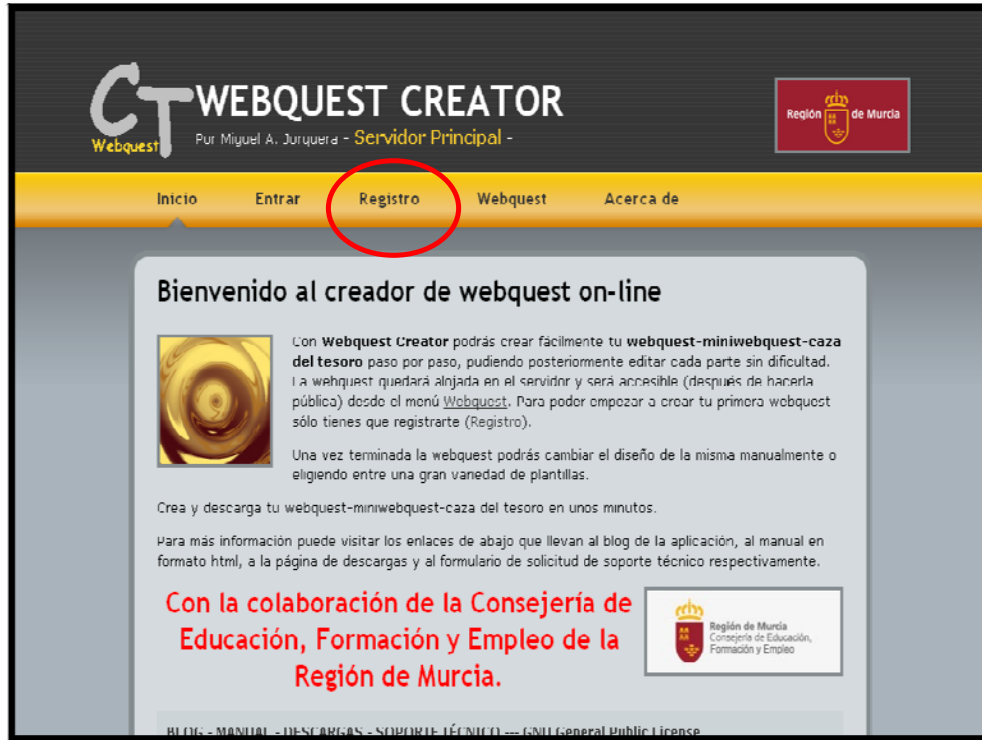 CT WEBQUEST CREATOR
Webquest
Por Miguel A. Jorquera - Servidor Principal -
Región de Murcia
Inicio Entrar Registro Webquest Acerca de
Bienvenido al creador de webquest on-line
Con Webquest Creator podrás crear fácilmente tu webquest-miniwebquest-caza
del tesoro paso por paso, pudiendo posteriormente editar cada parte sin dificultad.
La webquest quedará alojada en el servidor y será accesible (después de hacerla
pública) desde el menú Webquest. Para poder empezar a crear tu primera webquest
sólo tienes que registrarte (Registro).
Una vez terminada la webquest podrás cambiar el diseño de la misma manualmente o
eligiendo entre una gran variedad de plantillas.
Crea y descarga tu webquest-miniwebquest-caza del tesoro en unos minutos.
Para más información puede visitar los enlaces de abajo que llevan al blog de la aplicación, al manual en
formato html, a la página de descargas y al formulario de solicitud de soporte técnico respectivamente.
Con la colaboración de la Consejería de
Educación, Formación y Empleo de la
Región de Murcia.
Región de Murcia
Consejería de Educación,
Formación y Empleo
BLOG - MANUAL - DESCARGAS - SOPORTE TÉCNICO --- GNU General Public License